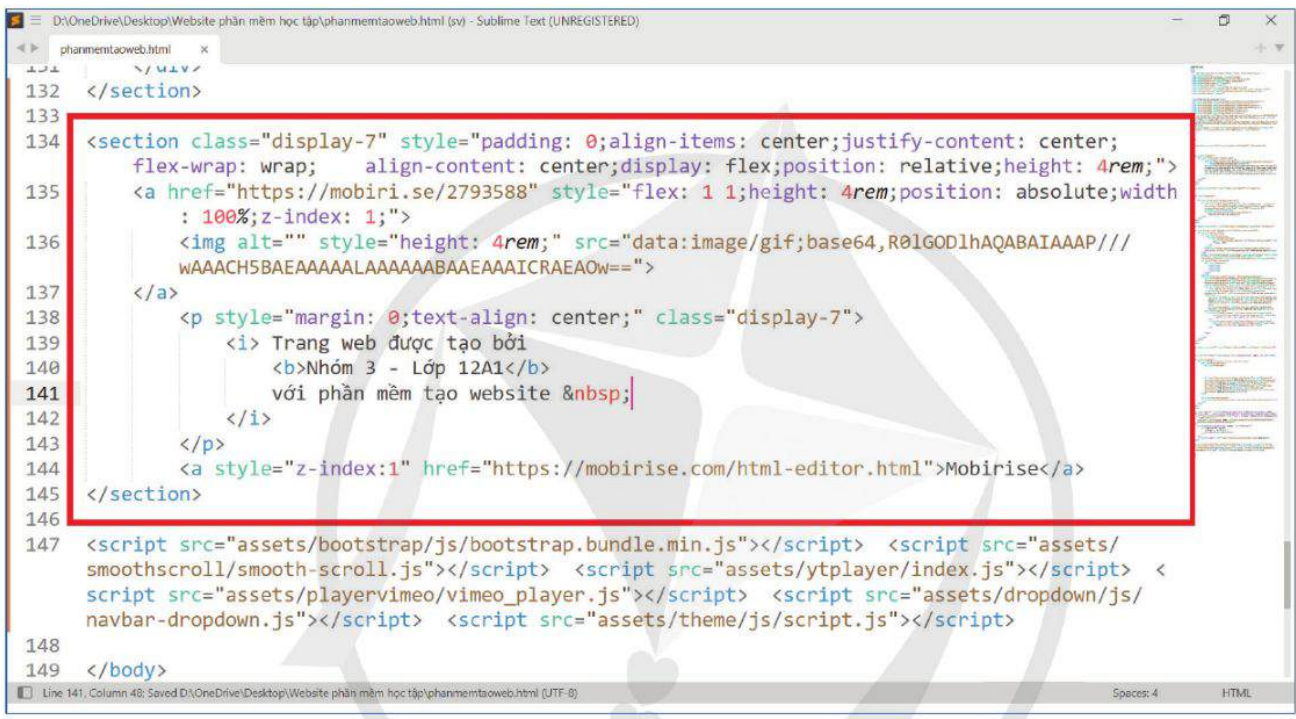 D:\OneDrive\Desktop\Website phần mềm học tập\phanmemtaoweb.html (sv) - Sublime Text (UNREGISTERED)
phanmemtaoweb.html
131 </div>
132 </section>
133
134 <section class="display-7" style="padding: 0;align-items: center;justify-content: center;
flex-wrap: wrap;    align-content: center;display: flex;position: relative;height: 4rem;">
135 <a href="https://mobiri.se/2793588" style="flex: 1 1;height: 4rem;position: absolute;width
: 100%;z-index: 1;">
136 <img alt="" style="height: 4rem;" src="data:image/gif;base64,R0lGODlhAQABAIAAAP///
wAAACH5BAEAAAAALAAAAAABAAEAAAICRAEAOw==">
137 </a>
138 <p style="margin: 0;text-align: center;" class="display-7">
139 <i> Trang web được tạo bởi
140 <b>Nhóm 3 - Lớp 12A1</b>
141 với phần mềm tạo website &nbsp;
142 </i>
143 </p>
144 <a style="z-index:1" href="https://mobirise.com/html-editor.html">Mobirise</a>
145 </section>
146
147 <script src="assets/bootstrap/js/bootstrap.bundle.min.js"></script>  <script src="assets/
smoothscroll/smooth-scroll.js"></script>  <script src="assets/ytplayer/index.js"></script>  <
script src="assets/playervimeo/vimeo_player.js"></script>  <script src="assets/dropdown/js/
navbar-dropdown.js"></script>  <script src="assets/theme/js/script.js"></script>
148
149 </body>
Line 141, Column 48; Saved D:\OneDrive\Desktop\Website phần mềm học tập\phanmemtaoweb.html (UTF-8)
Spaces: 4
HTML